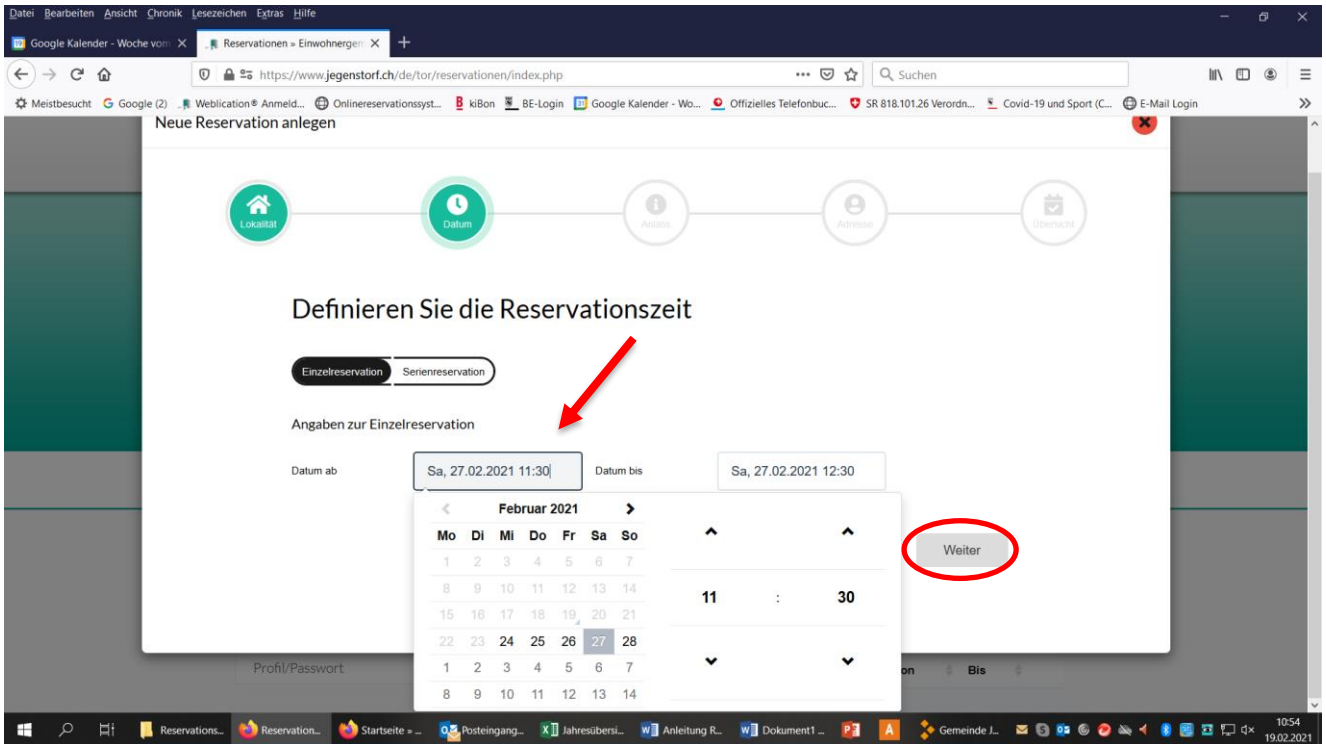 Datei Bearbeiten Ansicht Chronik Lesezeichen Extras Hilfe
Google Kalender - Woche vom
Reservationen » Einwohnergem
https://www.jegenstorf.ch/de/tor/reservationen/index.php
Suchen
Meistbesucht Google (2) Weblication® Anmeld... Onlinereservationssyst... kiBon BE-Login Google Kalender - Wo... Offizielles Telefonbuc... SR 818.101.26 Verordn... Covid-19 und Sport (C... E-Mail Login
Neue Reservation anlegen
Lokalität Datum Anlass Adresse Übersicht
Definieren Sie die Reservationszeit
Einzelreservation Serienreservation
Angaben zur Einzelreservation
Datum ab Sa, 27.02.2021 11:30 Datum bis Sa, 27.02.2021 12:30
Februar 2021
Mo Di Mi Do Fr Sa So
1 2 3 4 5 6 7
8 9 10 11 12 13 14
15 16 17 18 19 20 21
22 23 24 25 26 27 28
1 2 3 4 5 6 7
8 9 10 11 12 13 14
11 : 30
Weiter
Profil/Passwort
on Bis
Reservations... Reservation... Startseite » ... Posteingang... Jahresübersi... Anleitung R... Dokument1 ... Gemeinde J...
10:54
19.02.2021